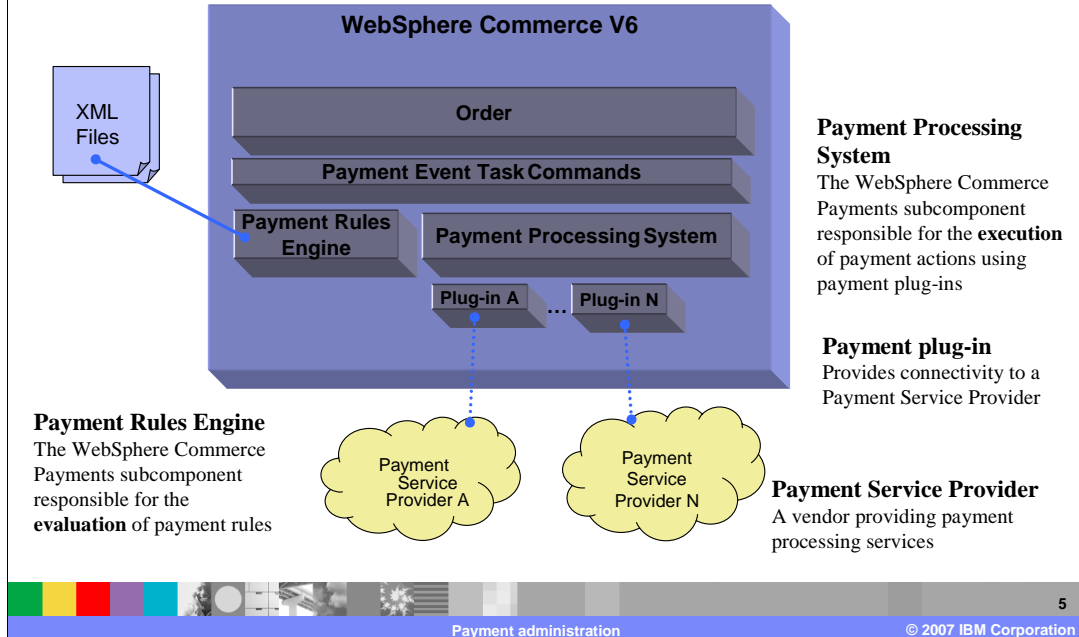 WebSphere Commerce V6
XML
Files
Order
Payment Event Task Commands
Payment Rules
Engine
Payment Processing System
Plug-in A
...
Plug-in N
Payment Processing
System
The WebSphere Commerce
Payments subcomponent
responsible for the execution
of payment actions using
payment plug-ins
Payment plug-in
Provides connectivity to a
Payment Service Provider
Payment Rules Engine
The WebSphere Commerce
Payments subcomponent
responsible for the
evaluation of payment rules
Payment
Service
Provider A
Payment
Service
Provider N
Payment Service Provider
A vendor providing payment
processing services
5
Payment administration
© 2007 IBM Corporation